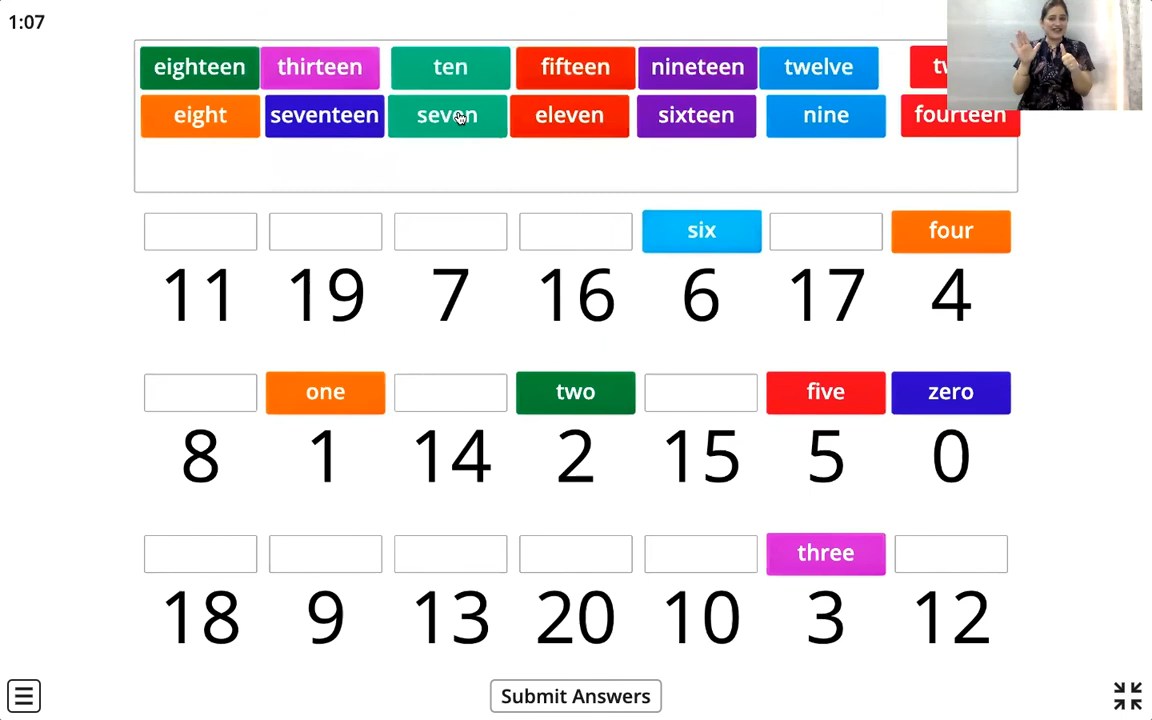 1:07
eighteen thirteen ten fifteen nineteen twelve
eight seventeen seven eleven sixteen nine fourteen
six four
11 19 7 16 6 17 4
one two five zero
8 1 14 2 15 5 0
three
18 9 13 20 10 3 12
Submit Answers